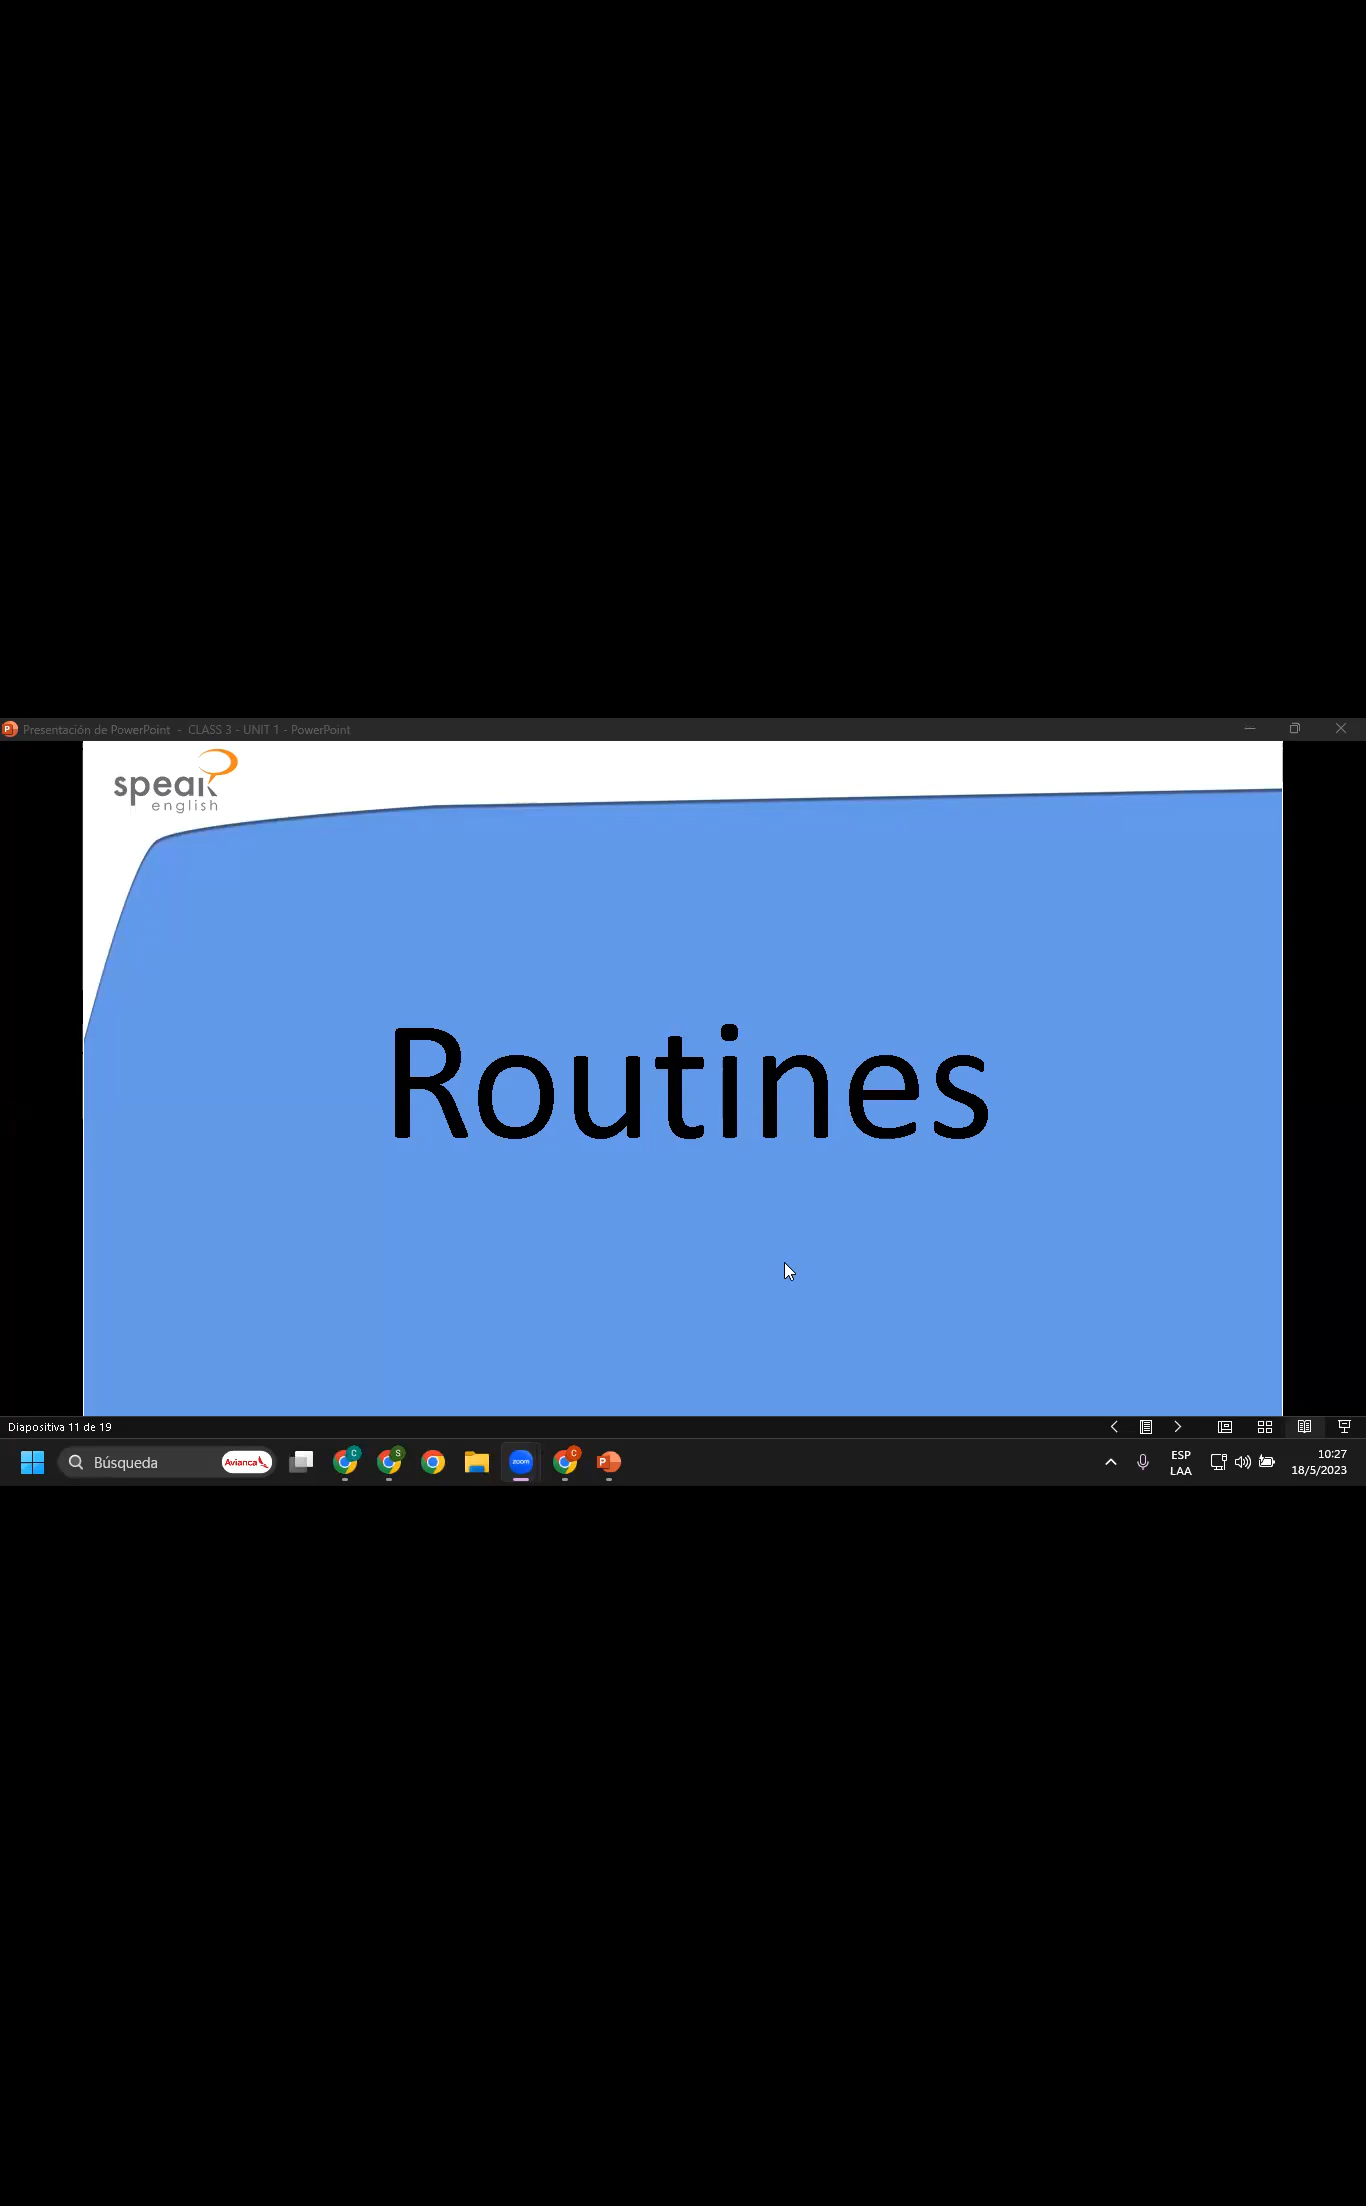 Presentación de PowerPoint - CLASS 3 - UNIT 1 - PowerPoint
speak
english
Routines
Diapositiva 11 de 19
Búsqueda
Avianca
C
S
zoom
C
P
ESP
LAA
10:27
18/5/2023